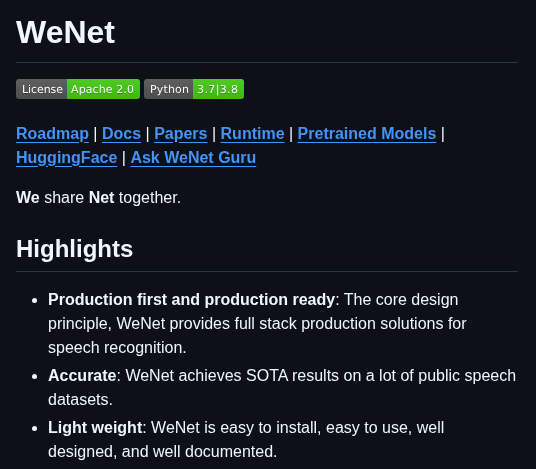 WeNet
License Apache 2.0 Python 3.7|3.8
Roadmap | Docs | Papers | Runtime | Pretrained Models |
HuggingFace | Ask WeNet Guru
We share Net together.
Highlights
• Production first and production ready: The core design
principle, WeNet provides full stack production solutions for
speech recognition.
• Accurate: WeNet achieves SOTA results on a lot of public speech
datasets.
• Light weight: WeNet is easy to install, easy to use, well
designed, and well documented.